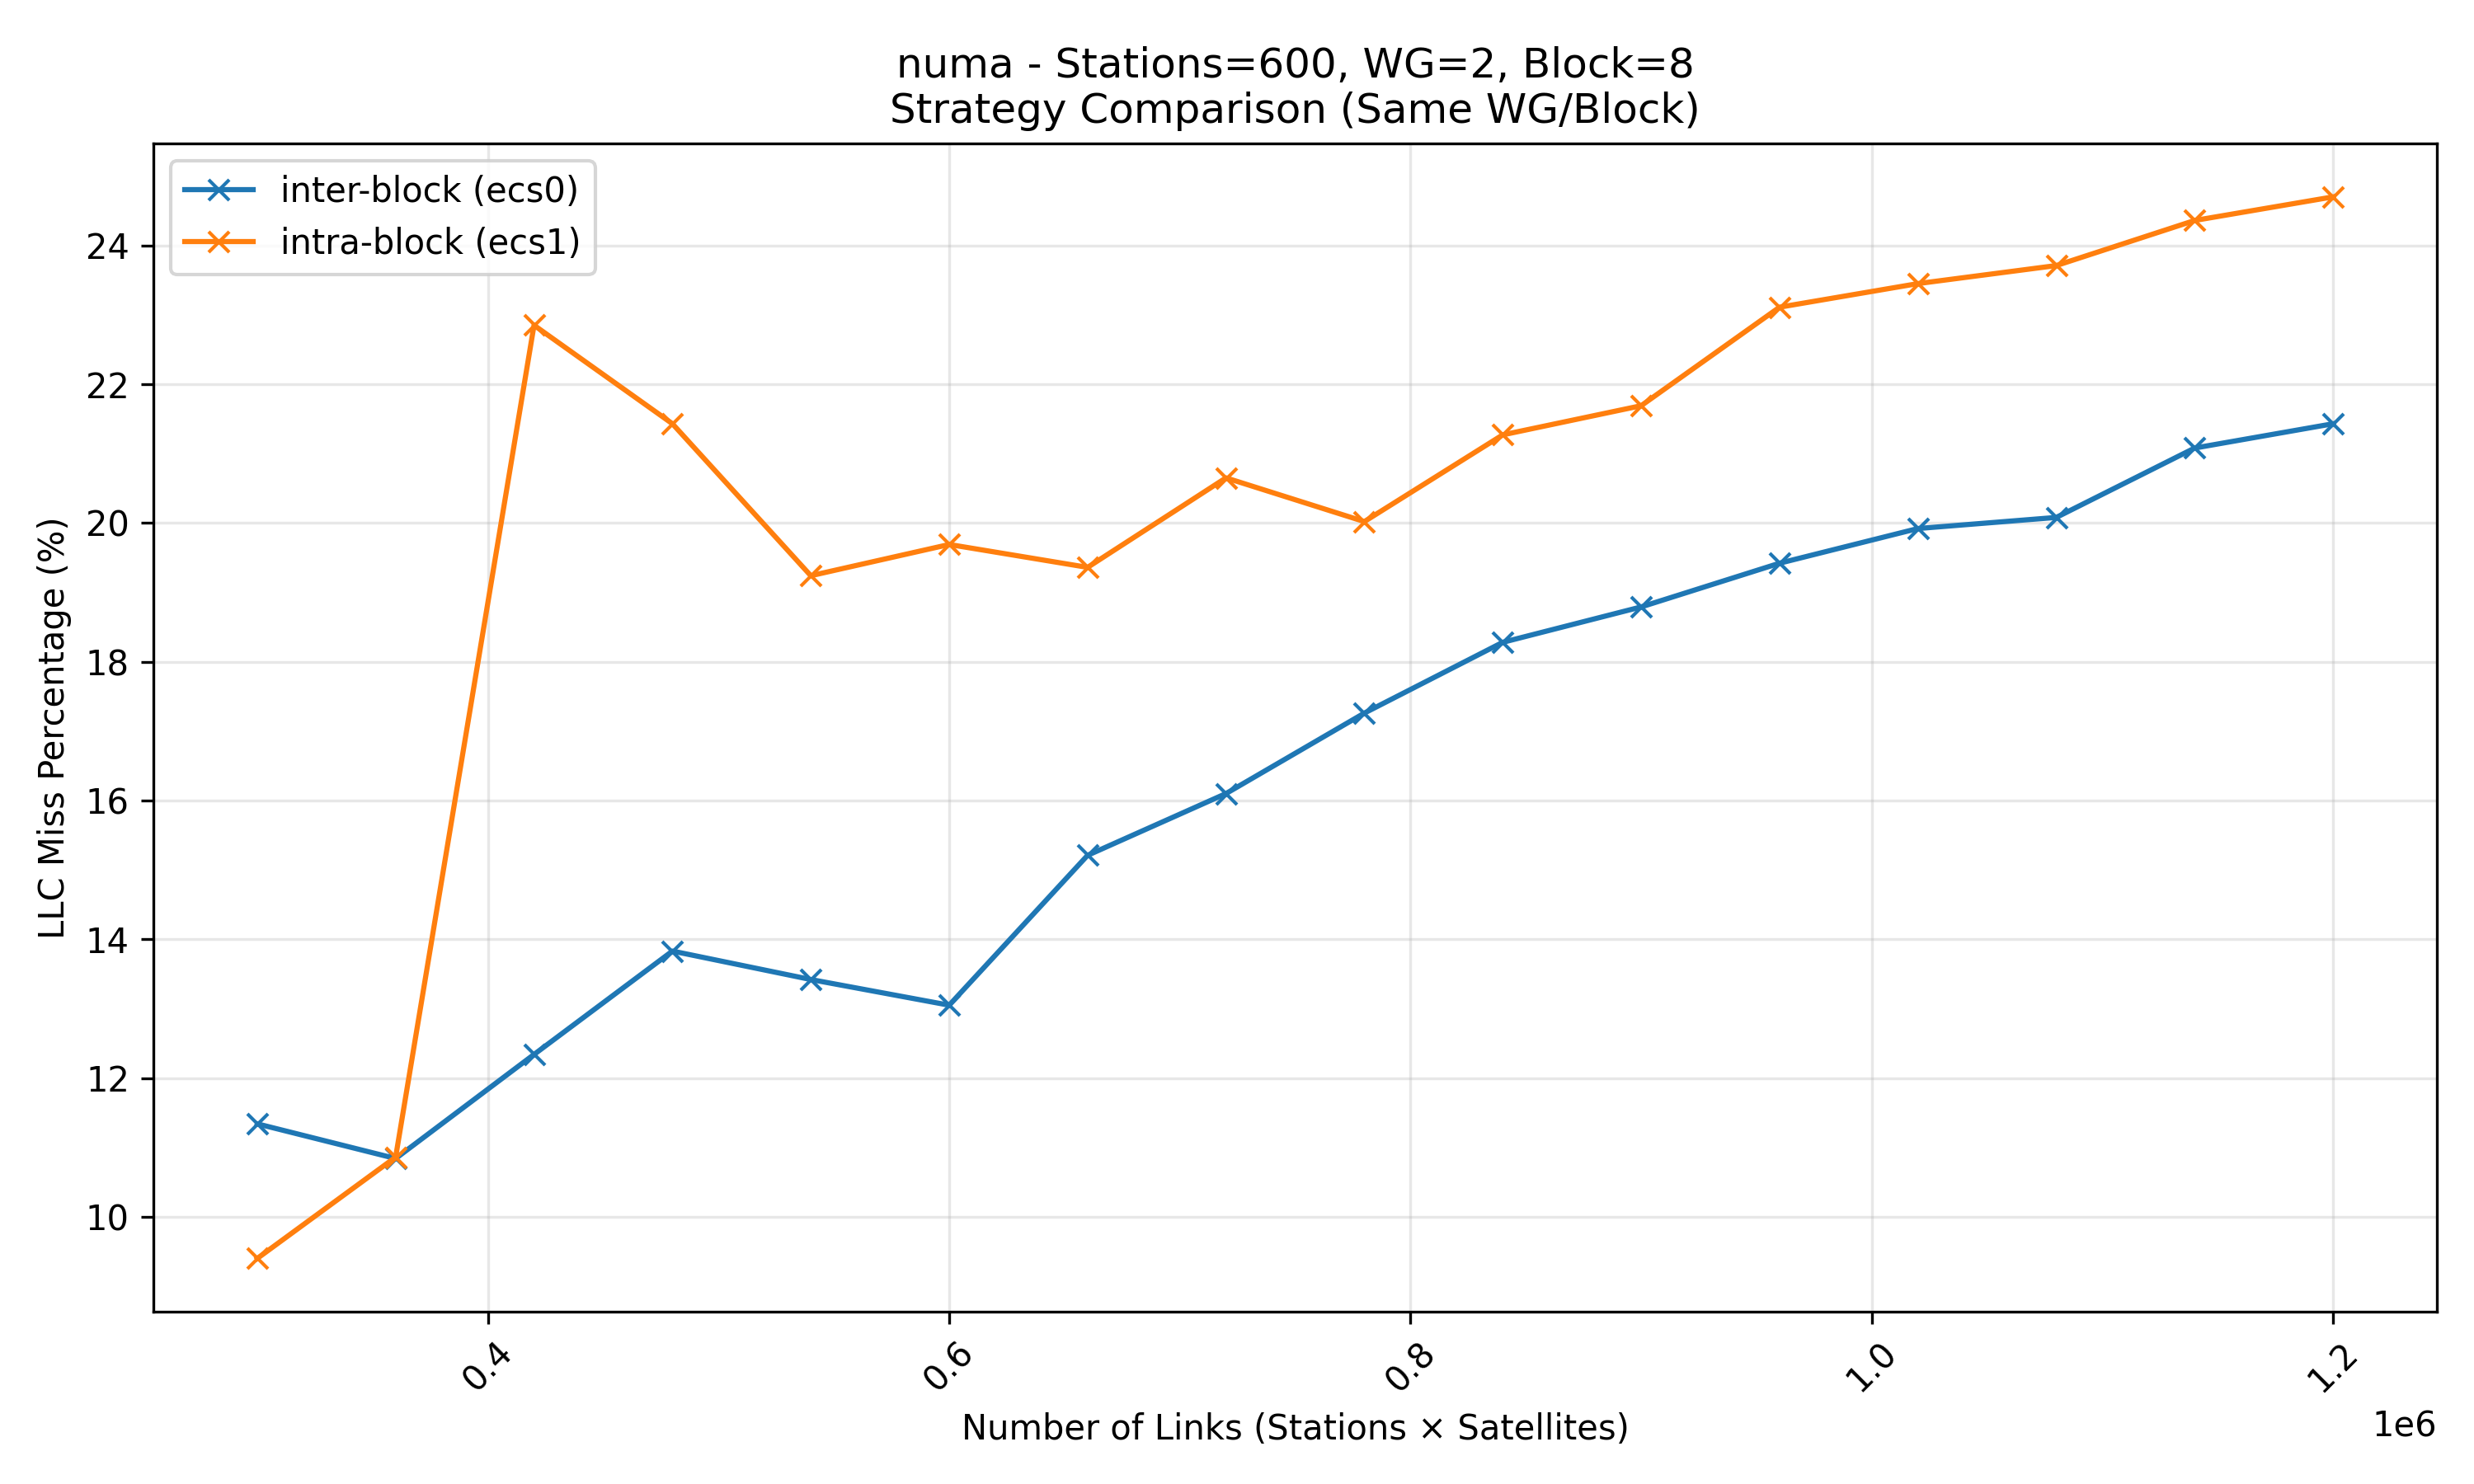 numa - Stations=600, WG=2, Block=8
Strategy Comparison (Same WG/Block)
inter-block (ecs0)
intra-block (ecs1)
LLC Miss Percentage (%)
24
22
20
18
16
14
12
10
0.4
0.6
0.8
1.0
1.2
1e6
Number of Links (Stations × Satellites)